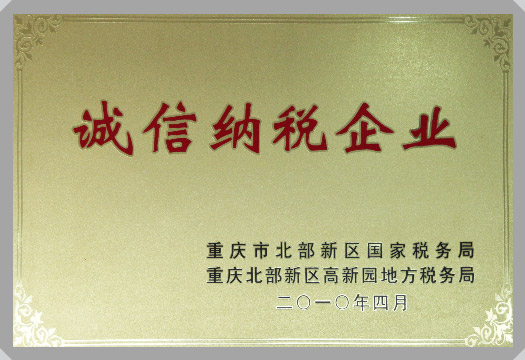 诚信纳税企业
重庆市北部新区国家税务局
重庆北部新区高新园地方税务局
二〇一〇年四月